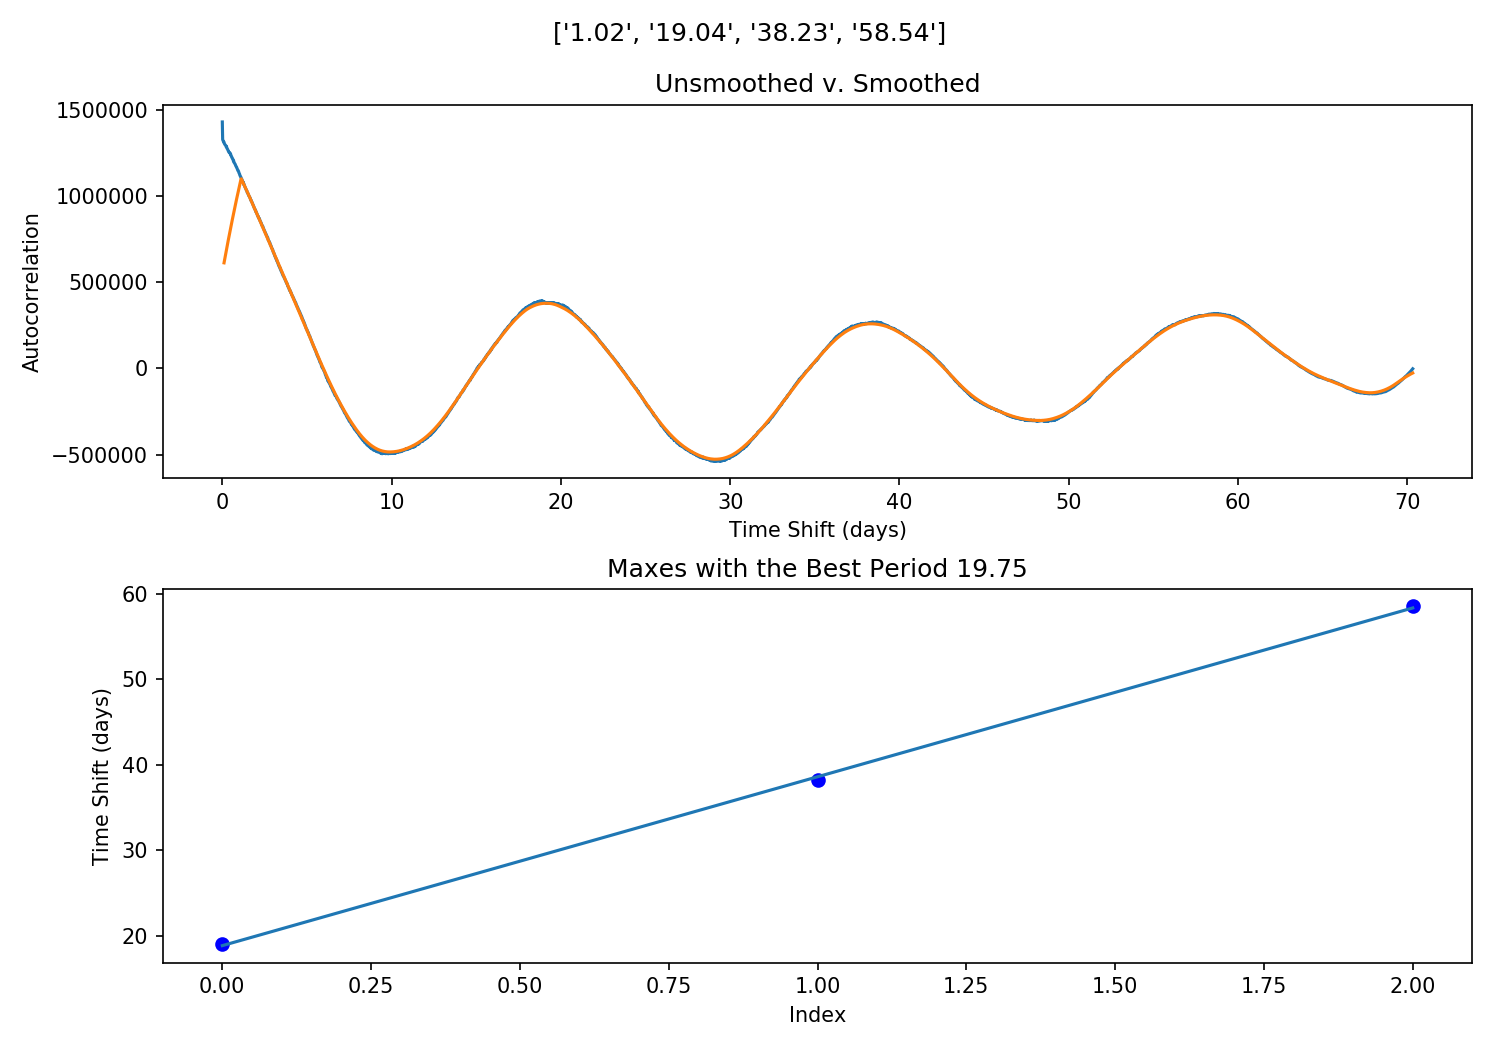 ['1.02', '19.04', '38.23', '58.54']
Unsmoothed v. Smoothed
1500000
1000000
500000
0
−500000
Autocorrelation
0 10 20 30 40 50 60 70
Time Shift (days)
Maxes with the Best Period 19.75
60
50
40
30
20
Time Shift (days)
0.00 0.25 0.50 0.75 1.00 1.25 1.50 1.75 2.00
Index